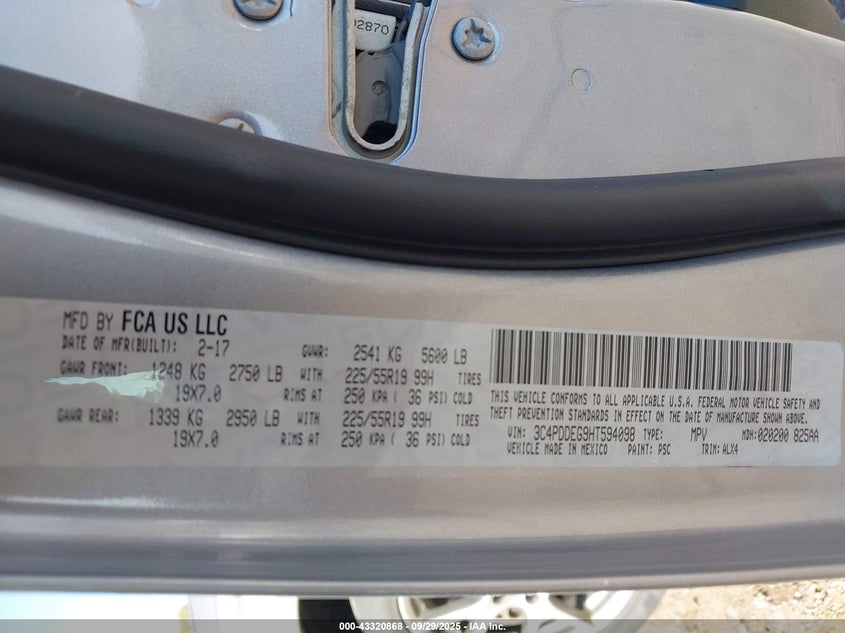 02870
MFD BY FCA US LLC
DATE OF MFR(BUILT): 2-17 GVWR: 2541 KG 5600 LB
GAWR FRONT: 1248 KG 2750 LB WITH 225/55R19 99H TIRES
19X7.0 RIMS AT 250 KPA ( 36 PSI) COLD
GAWR REAR: 1339 KG 2950 LB WITH 225/55R19 99H TIRES
19X7.0 RIMS AT 250 KPA ( 36 PSI) COLD
THIS VEHICLE CONFORMS TO ALL APPLICABLE U.S.A. FEDERAL MOTOR VEHICLE SAFETY AND
THEFT PREVENTION STANDARDS IN EFFECT ON THE DATE OF MANUFACTURE SHOWN ABOVE.
VIN: 3C4PDDEG9HT594098 TYPE: MPV MDH: 020200 825AA
VEHICLE MADE IN MEXICO PAINT: PSC TRIM: ALX4
000-43320868 - 09/29/2025 - IAA Inc.